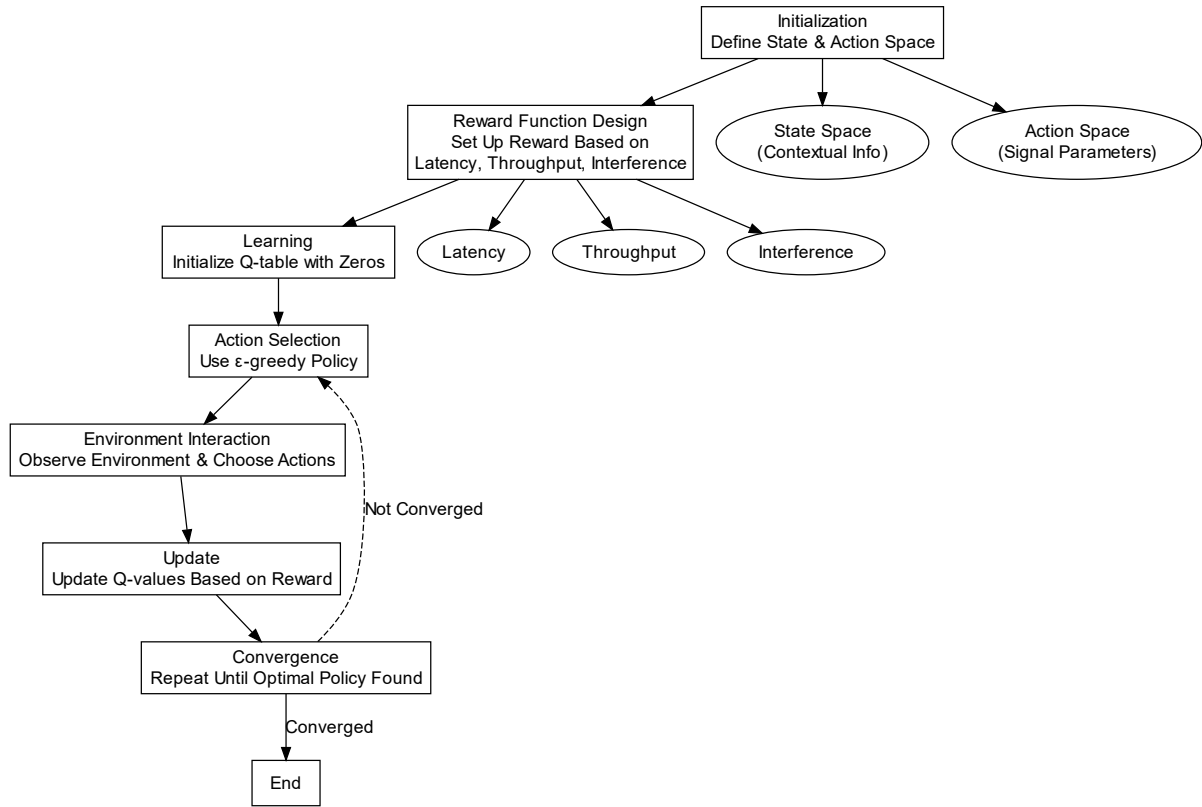 Initialization
Define State & Action Space
Reward Function Design
Set Up Reward Based on
Latency, Throughput, Interference
State Space
(Contextual Info)
Action Space
(Signal Parameters)
Learning
Initialize Q-table with Zeros
Latency
Throughput
Interference
Action Selection
Use ε-greedy Policy
Environment Interaction
Observe Environment & Choose Actions
Not Converged
Update
Update Q-values Based on Reward
Convergence
Repeat Until Optimal Policy Found
Converged
End